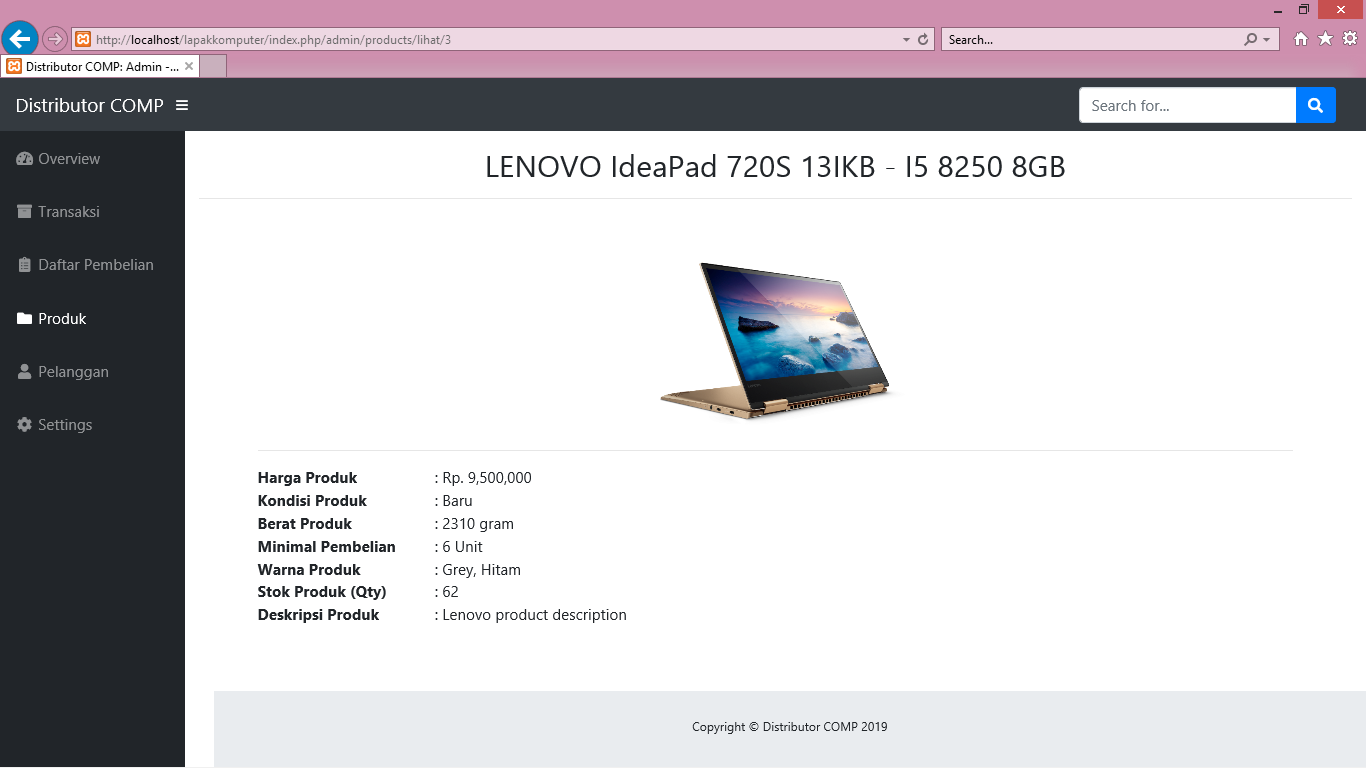 http://localhost/lapakkomputer/index.php/admin/products/lihat/3
Search...
Distributor COMP: Admin -...
Distributor COMP
Search for...
Overview
Transaksi
Daftar Pembelian
Produk
Pelanggan
Settings
LENOVO IdeaPad 720S 13IKB - I5 8250 8GB
Harga Produk : Rp. 9,500,000
Kondisi Produk : Baru
Berat Produk : 2310 gram
Minimal Pembelian : 6 Unit
Warna Produk : Grey, Hitam
Stok Produk (Qty) : 62
Deskripsi Produk : Lenovo product description
Copyright © Distributor COMP 2019